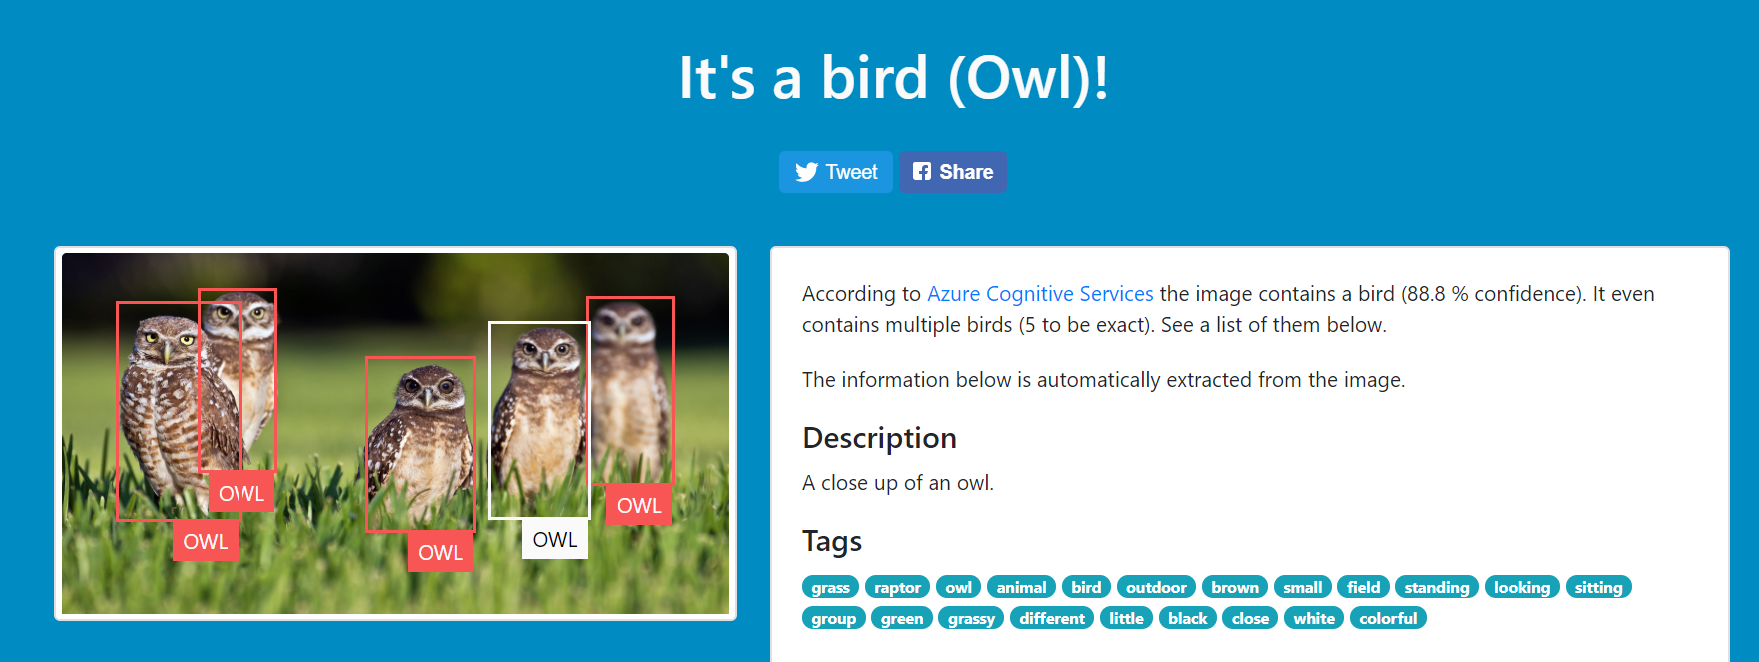 It's a bird (Owl)!
Tweet
Share
OWL
OWL
OWL
OWL
OWL
According to Azure Cognitive Services the image contains a bird (88.8 % confidence). It even
contains multiple birds (5 to be exact). See a list of them below.
The information below is automatically extracted from the image.
Description
A close up of an owl.
Tags
grass raptor owl animal bird outdoor brown small field standing looking sitting
group green grassy different little black close white colorful